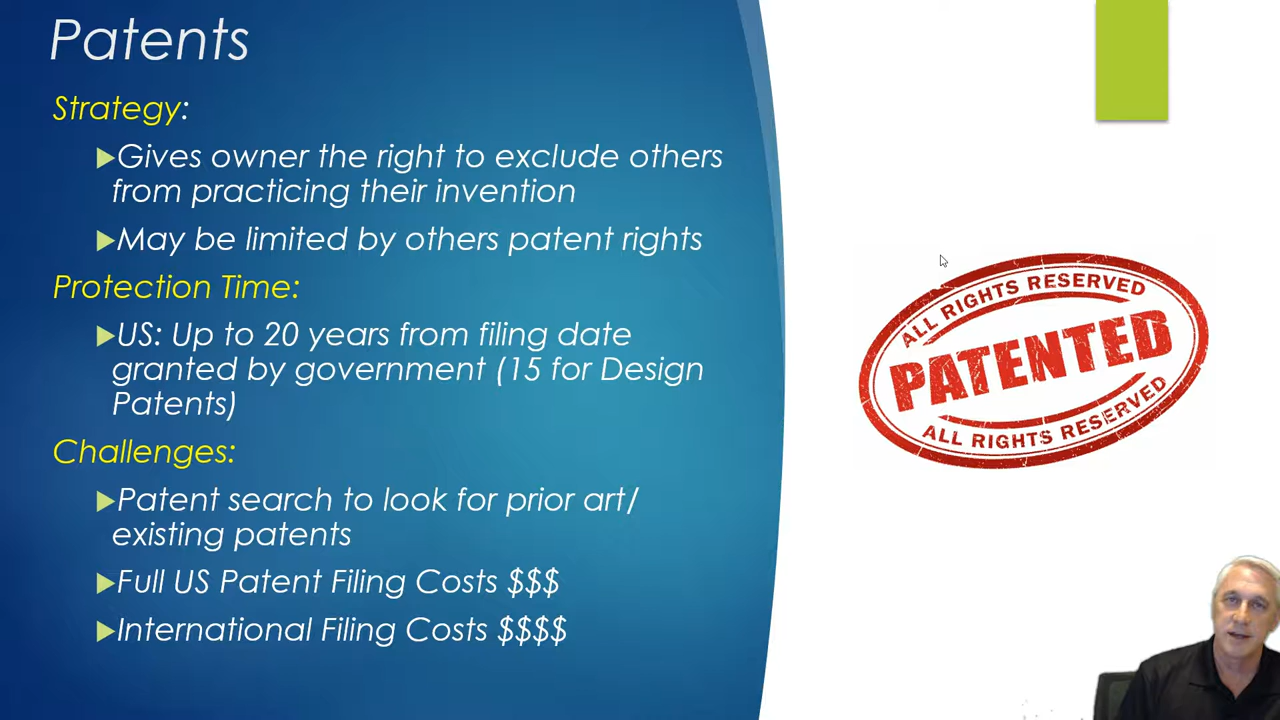 Patents
Strategy:
Gives owner the right to exclude others
from practicing their invention
May be limited by others patent rights
Protection Time:
US: Up to 20 years from filing date
granted by government (15 for Design
Patents)
Challenges:
Patent search to look for prior art/
existing patents
Full US Patent Filing Costs $$$
International Filing Costs $$$$
ALL RIGHTS RESERVED
PATENTED
ALL RIGHTS RESERVED